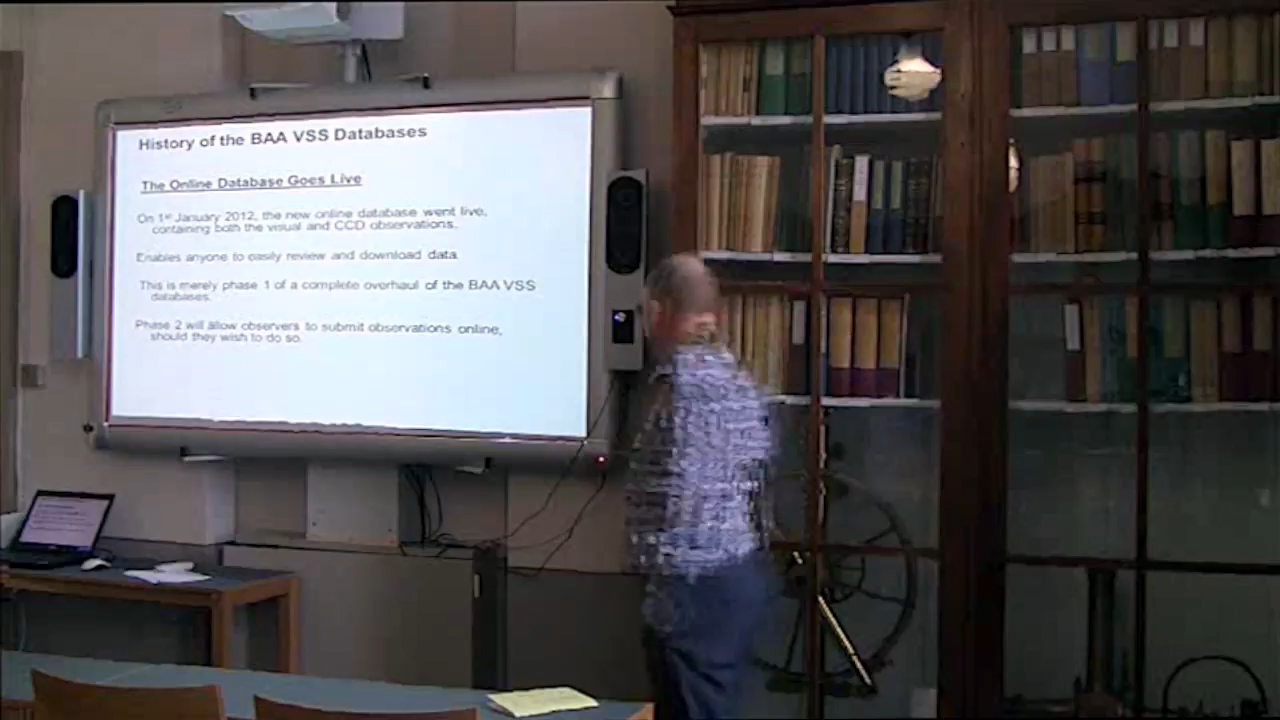 History of the BAA VSS Databases
The Online Database Goes Live
On 1st January 2012, the new online database went live,
containing both the visual and CCD observations.
Enables anyone to easily review and download data.
This is merely phase 1 of a complete overhaul of the BAA VSS
databases.
Phase 2 will allow observers to submit observations online,
should they wish to do so.